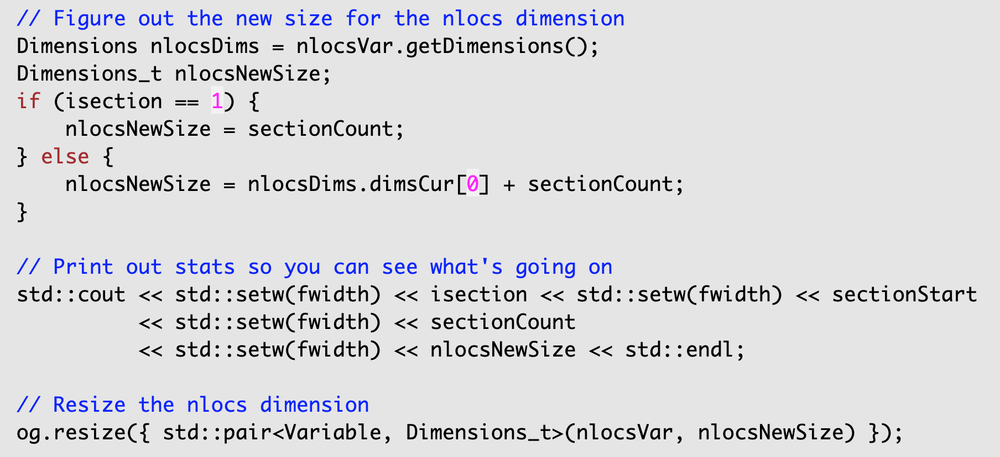 // Figure out the new size for the nlocs dimension
Dimensions nlocsDims = nlocsVar.getDimensions();
Dimensions_t nlocsNewSize;
if (isection == 1) {
    nlocsNewSize = sectionCount;
} else {
    nlocsNewSize = nlocsDims.dimsCur[0] + sectionCount;
}

// Print out stats so you can see what's going on
std::cout << std::setw(fwidth) << isection << std::setw(fwidth) << sectionStart
          << std::setw(fwidth) << sectionCount
          << std::setw(fwidth) << nlocsNewSize << std::endl;

// Resize the nlocs dimension
og.resize({ std::pair<Variable, Dimensions_t>(nlocsVar, nlocsNewSize) });